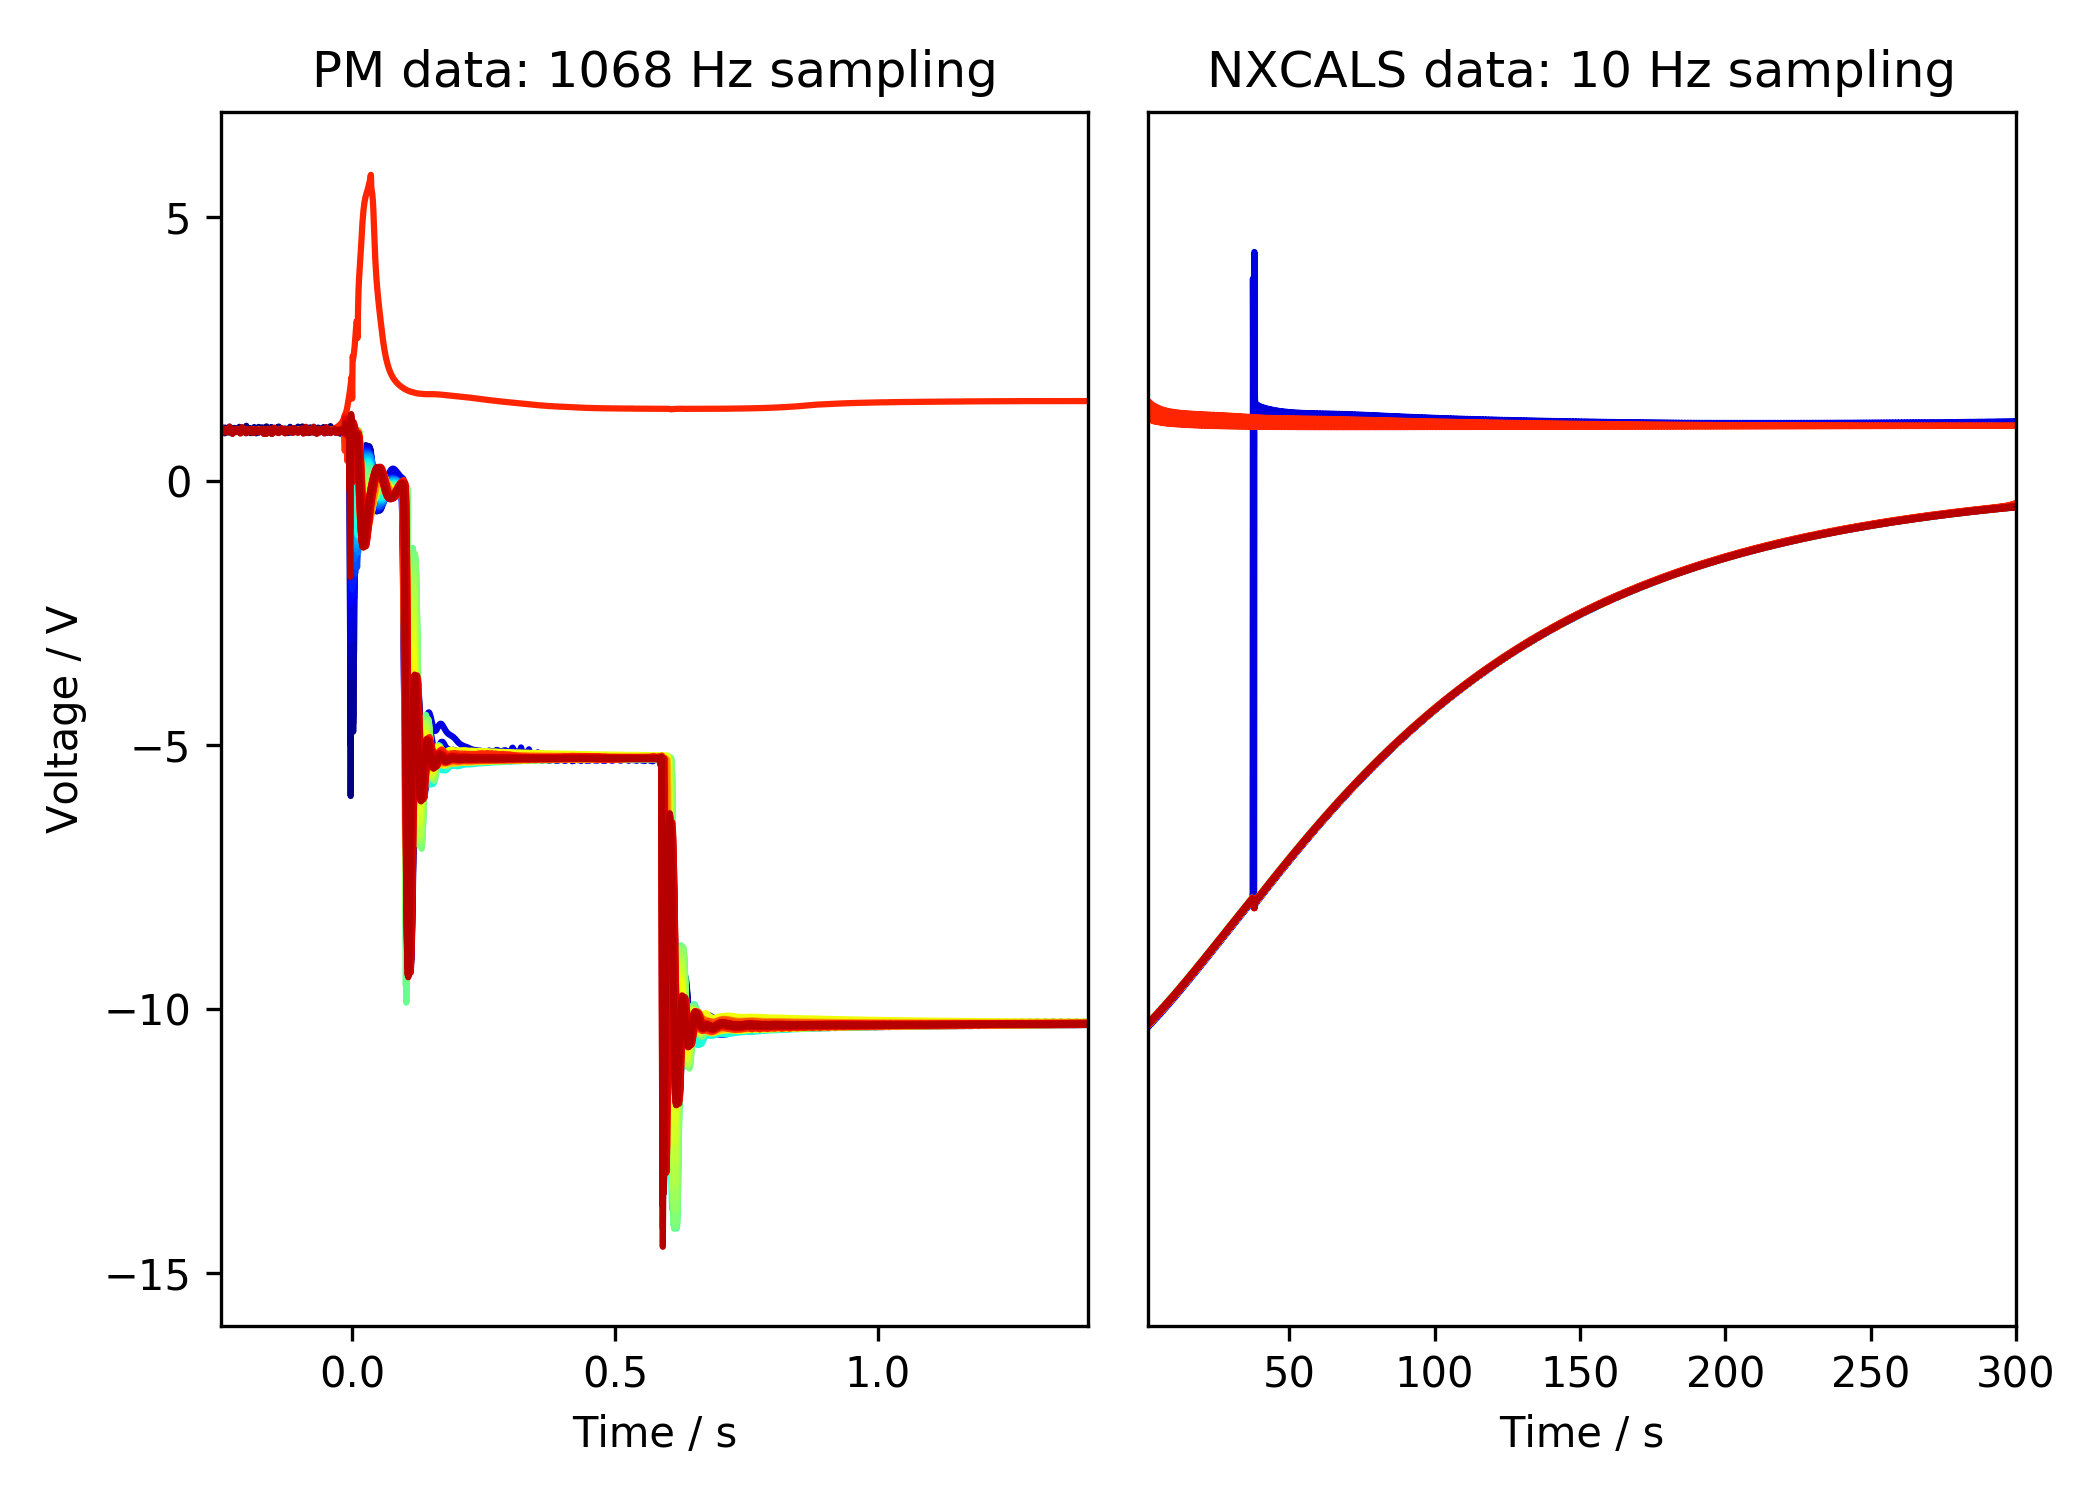 PM data: 1068 Hz sampling
NXCALS data: 10 Hz sampling
Voltage / V
5
0
−5
−10
−15
0.0 0.5 1.0
50 100 150 200 250 300
Time / s
Time / s